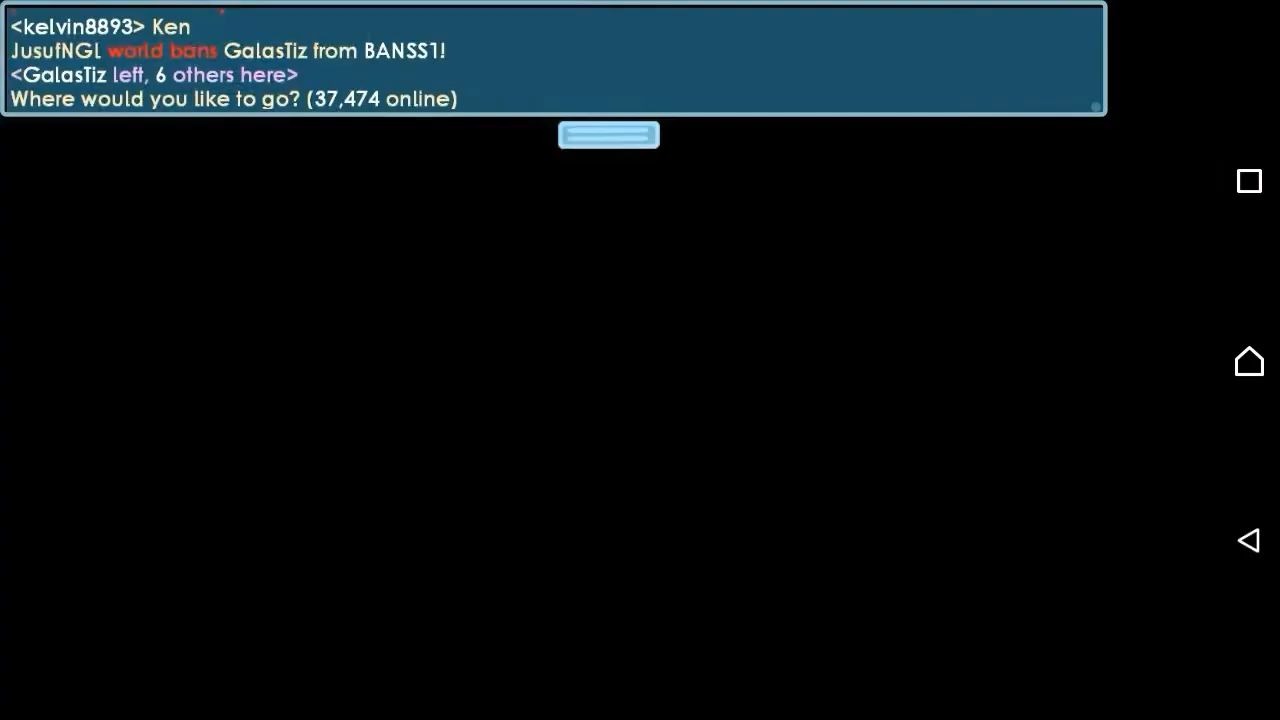 <kelvin8893> Ken
JusufNGL world bans GalasTiz from BANSS1!
<GalasTiz left, 6 others here>
Where would you like to go? (37,474 online)